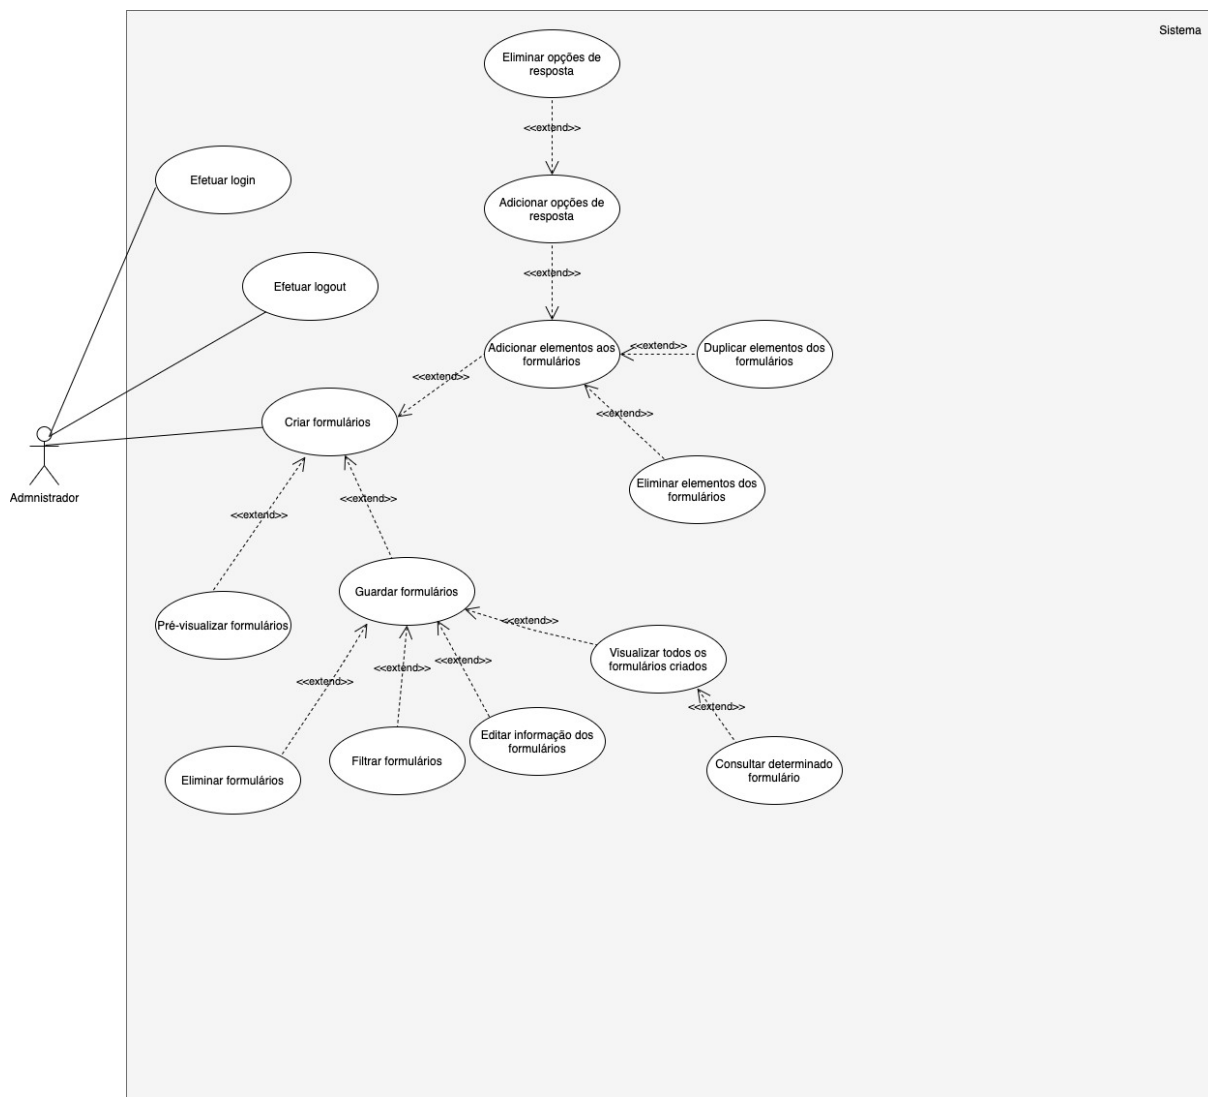 Sistema
Eliminar opções de
resposta
<<extend>>
Efetuar login
Adicionar opções de
resposta
<<extend>>
Efetuar logout
Adicionar elementos aos
formulários
<<extend>>
Duplicar elementos dos
formulários
<<extend>>
Criar formulários
<<extend>>
Admnistrador
Eliminar elementos dos
formulários
<<extend>>
<<extend>>
Guardar formulários
Pré-visualizar formulários
<<extend>>
Visualizar todos os
formulários criados
<<extend>>
<<extend>>
<<extend>>
<<extend>>
Editar informação dos
formulários
Filtrar formulários
Eliminar formulários
Consultar determinado
formulário